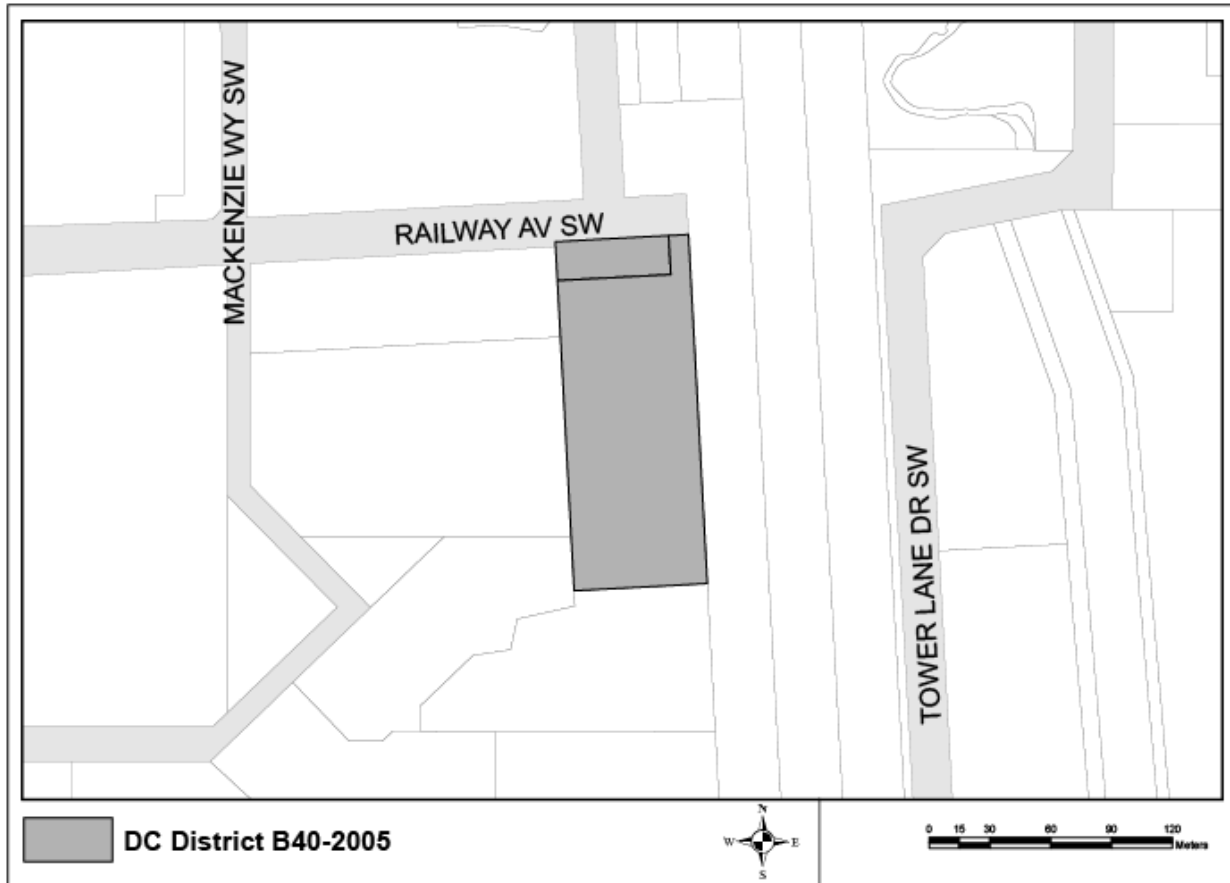 MACKENZIE WY SW
RAILWAY AV SW
TOWER LANE DR SW
DC District B40-2005
N
W E
S
0 15 30 60 90 120
Meters